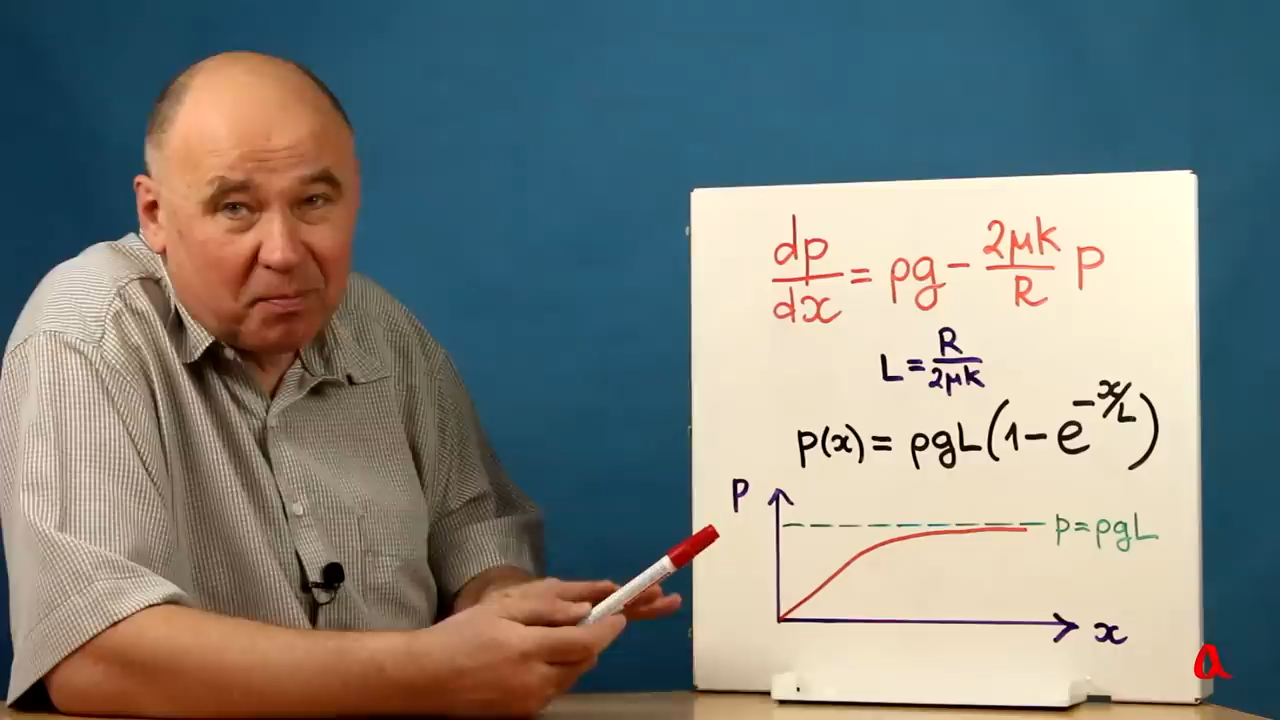 dp/dx = ρg - 2μk/R p
L = R/2μk
p(x) = ρgL(1 - e^{-x/L})
p
p = ρgL
x
a